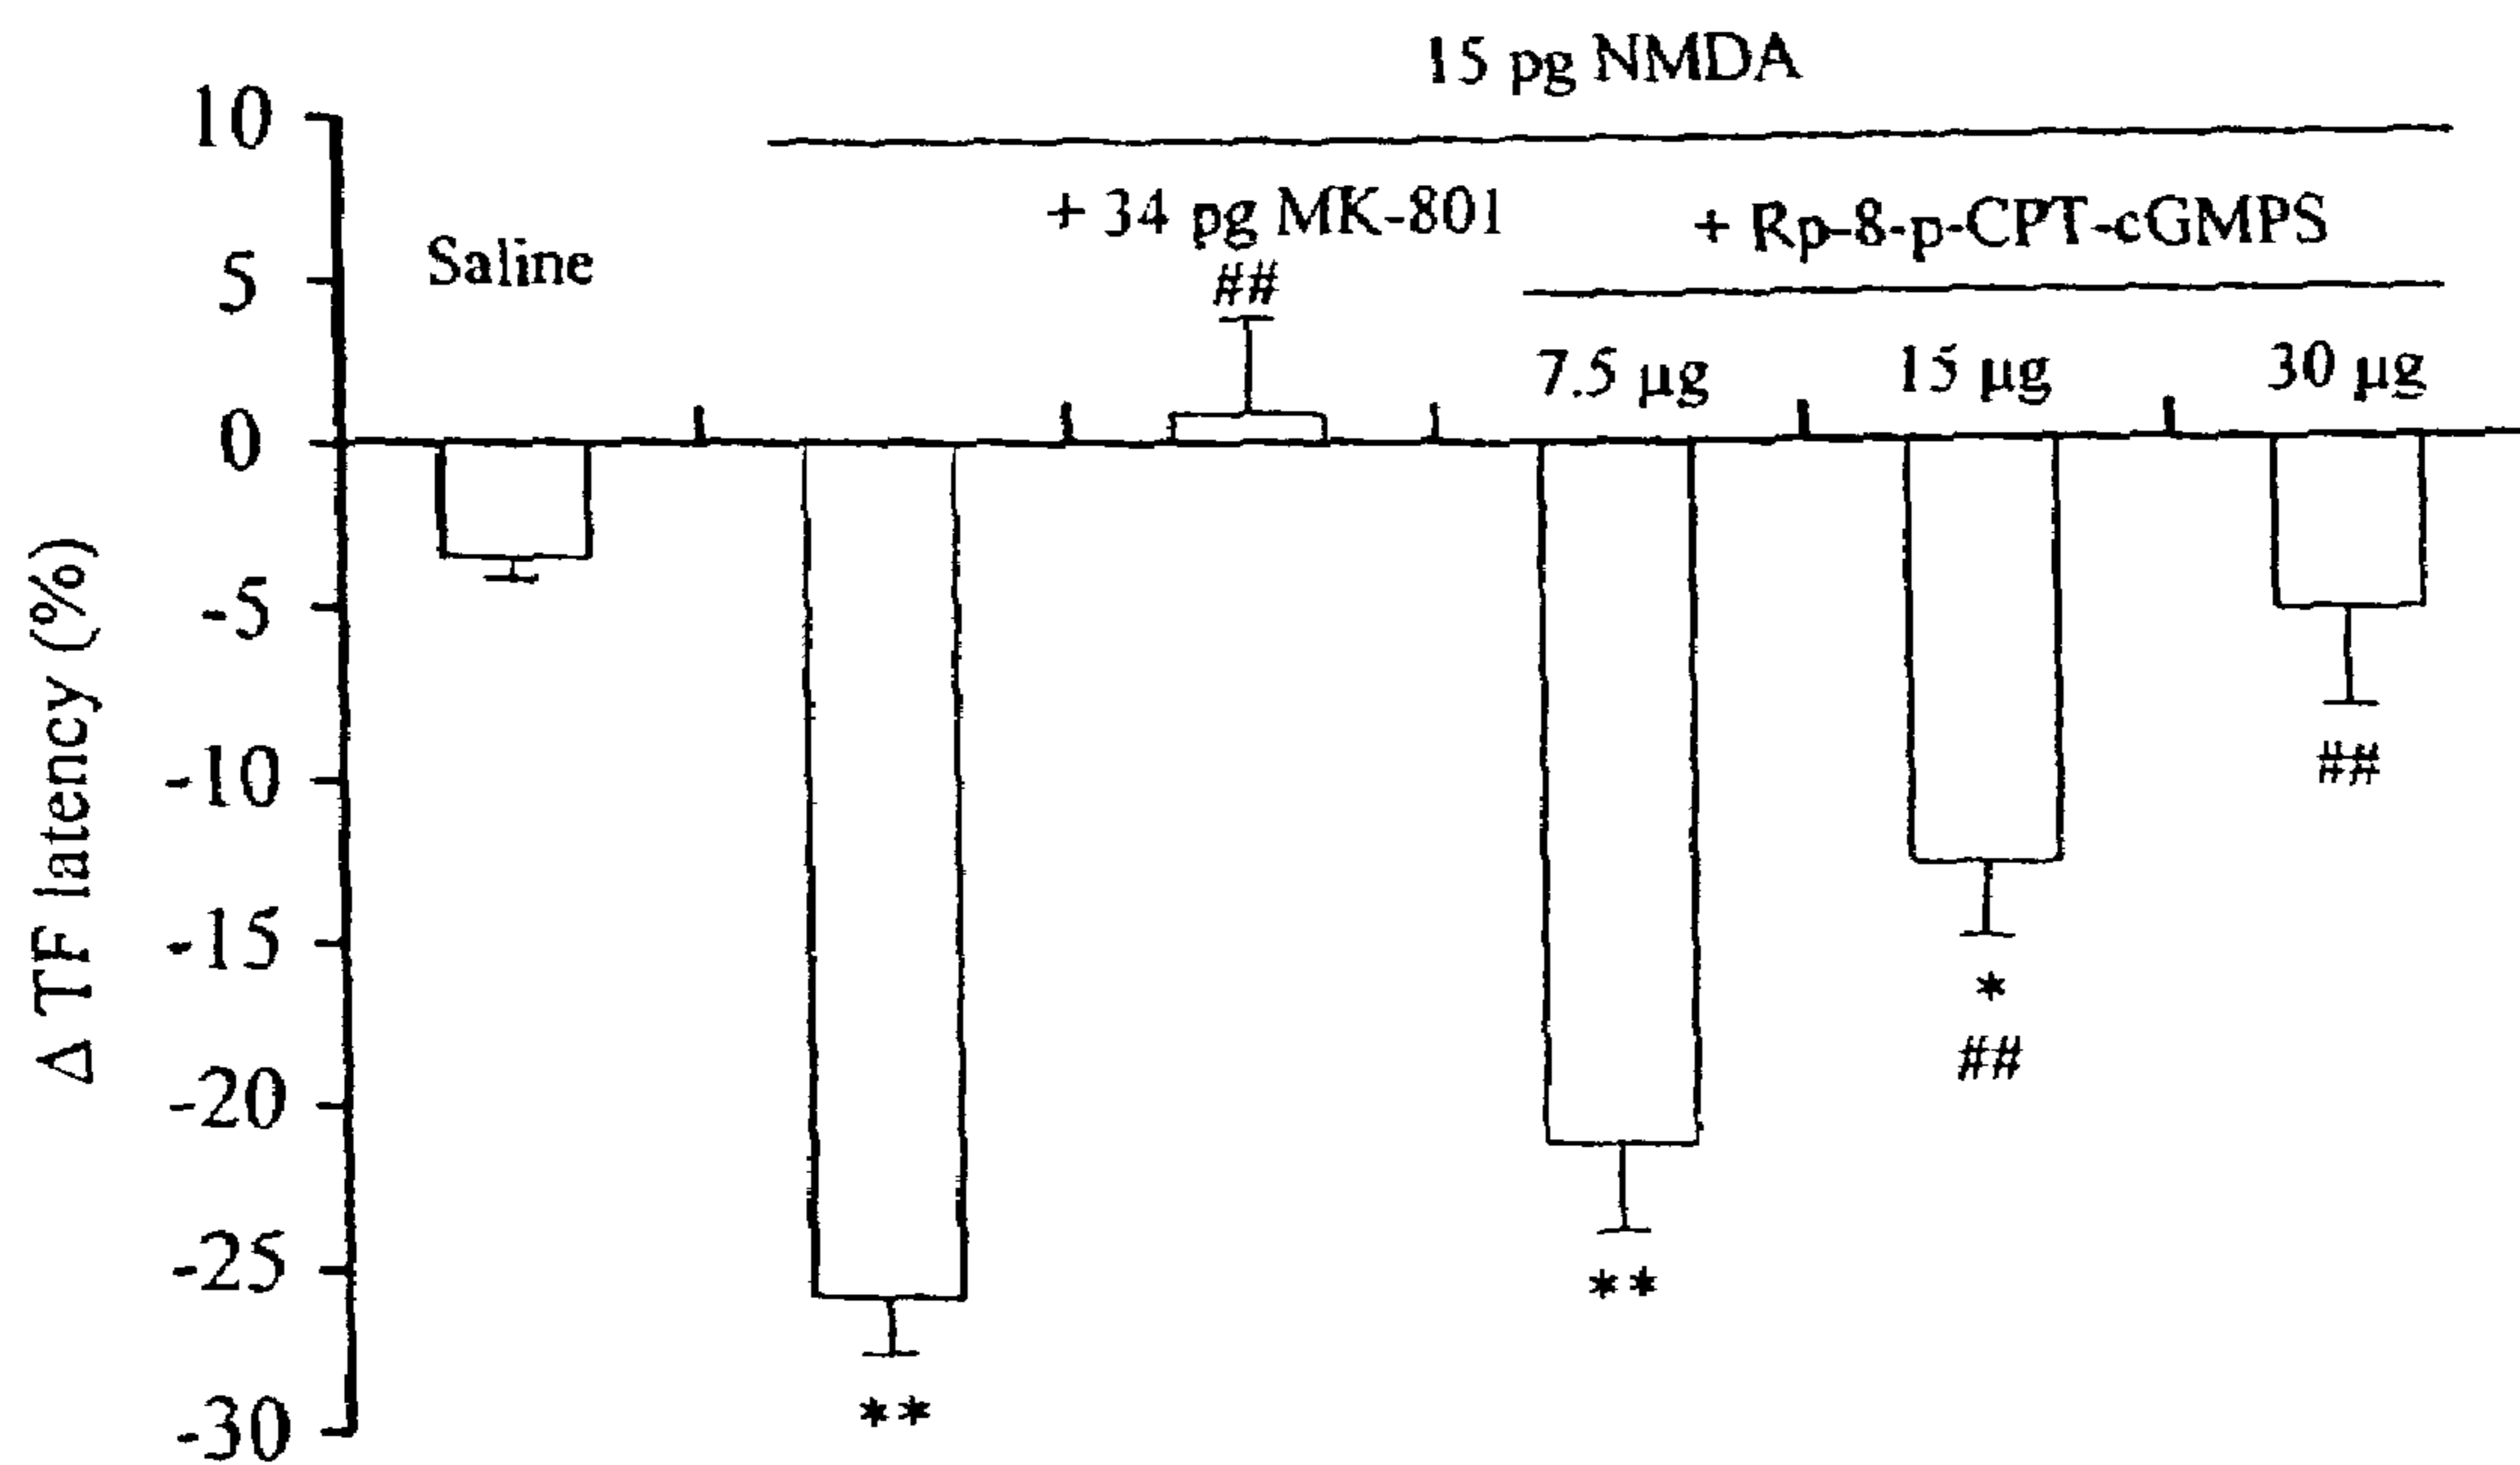 15 pg NMDA
+ 34 pg MK-801
+ Rp-8-p-CPT-cGMPS
Saline
##
7.5 µg
15 µg
30 µg
10
5
0
-5
-10
-15
-20
-25
-30
Δ TF latency (%)
**
**
*
##
##